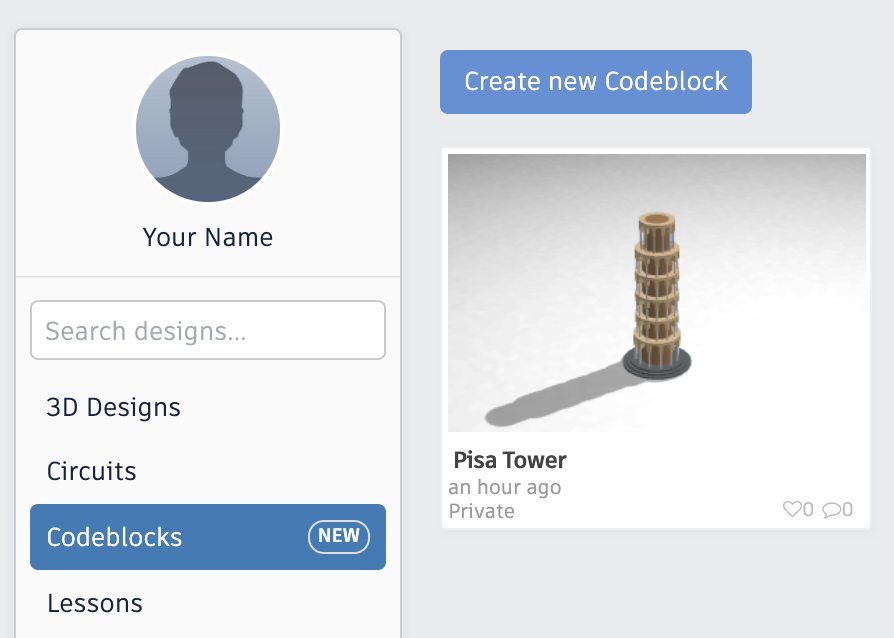 Your Name
Search designs...
3D Designs
Circuits
Codeblocks NEW
Lessons
Create new Codeblock
Pisa Tower
an hour ago
Private
0 0